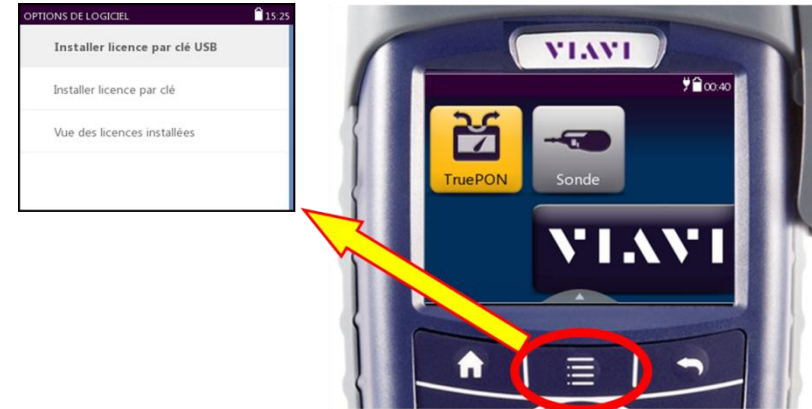 OPTIONS DE LOGICIEL 15:25
Installer licence par clé USB
Installer licence par clé
Vue des licences installées
VIAVI
00:40
TruePON
Sonde
VIAVI